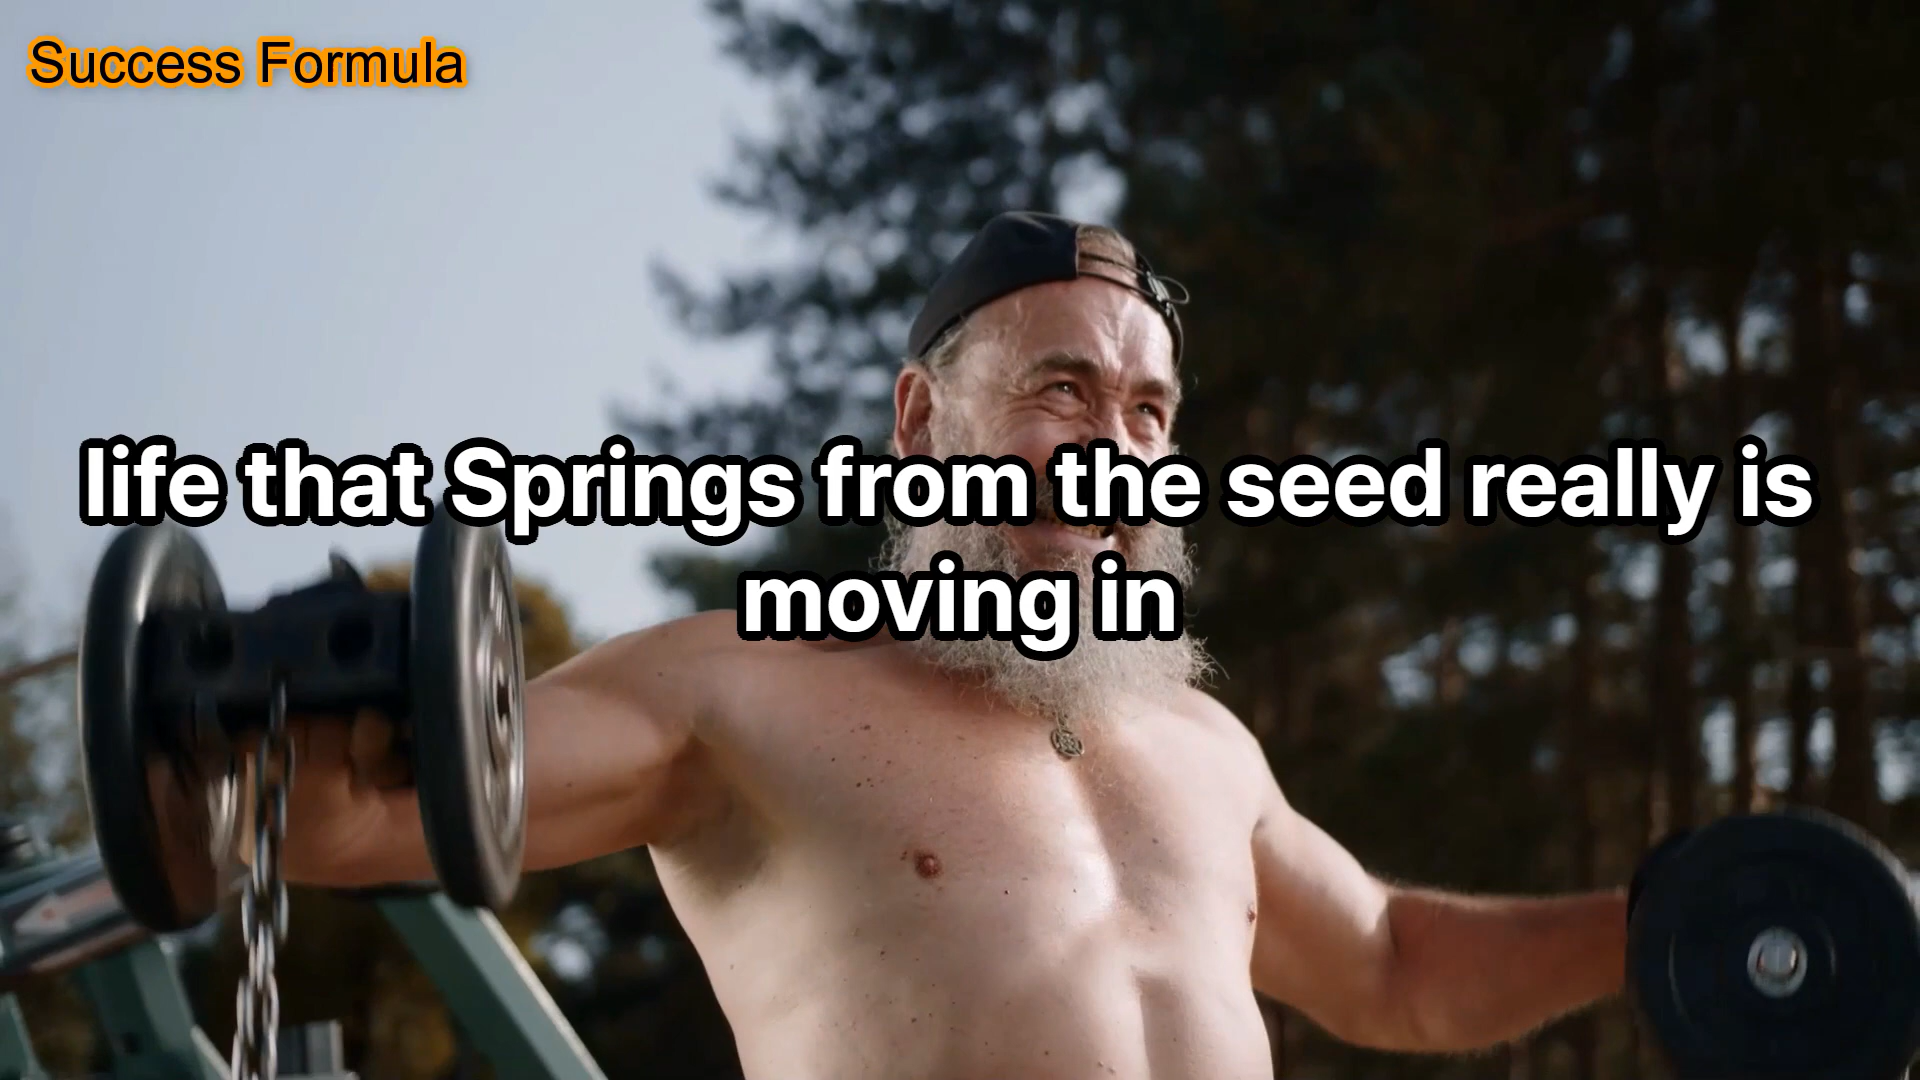 Success Formula
life that Springs from the seed really is
moving in